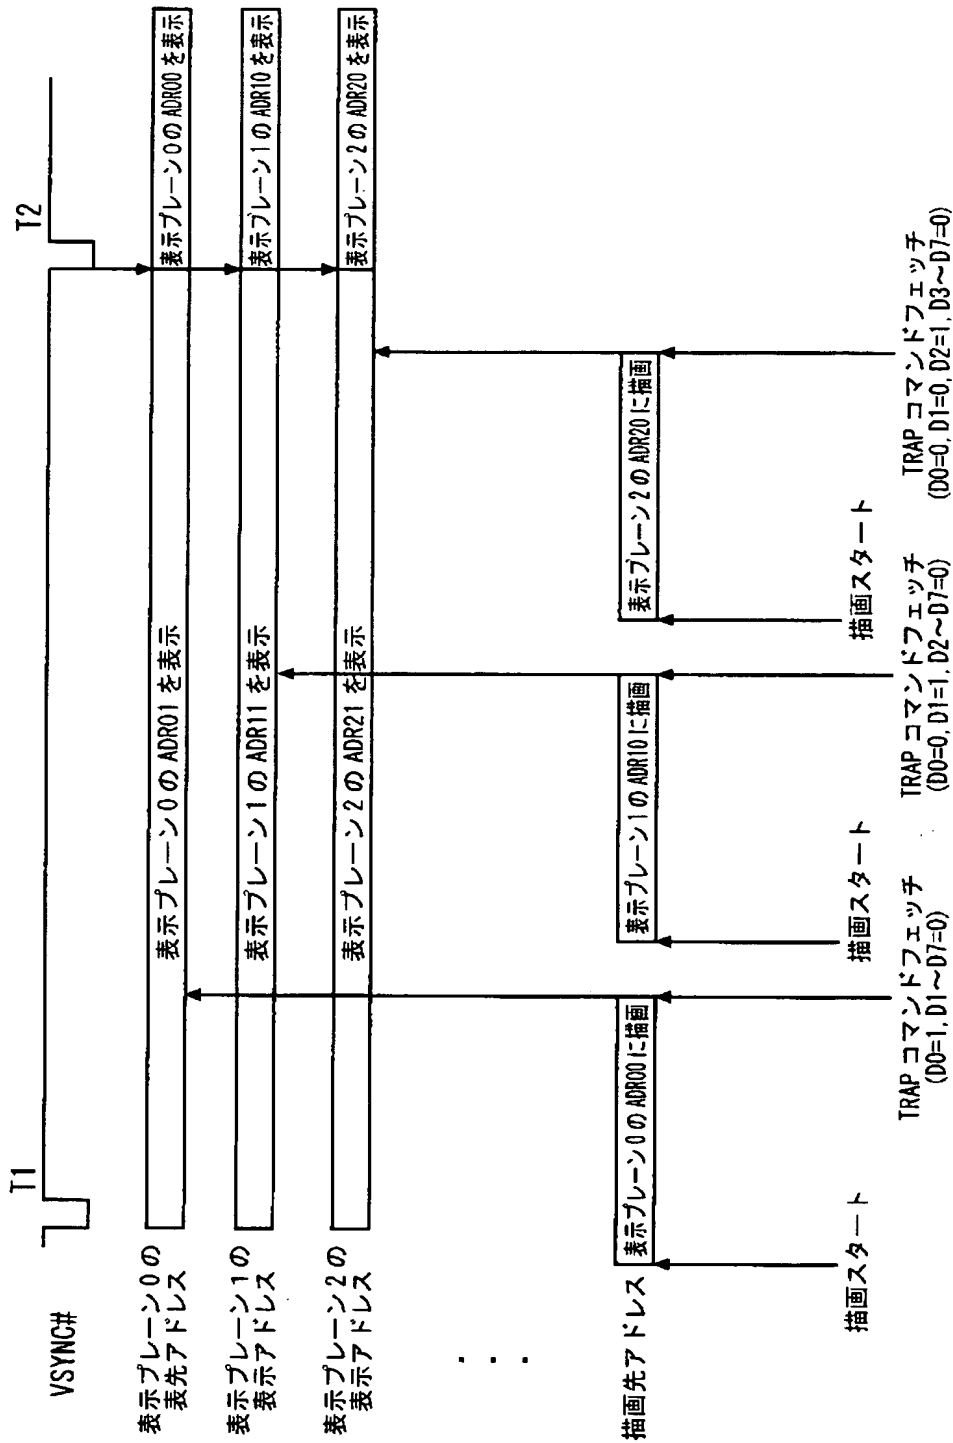 VSYNC#
T1
T2
表示プレーン0の
表先アドレス
表示プレーン0のADR01を表示
表示プレーン0のADR00を表示
表示プレーン1の
表示アドレス
表示プレーン1のADR11を表示
表示プレーン1のADR10を表示
表示プレーン2の
表示アドレス
表示プレーン2のADR21を表示
表示プレーン2のADR20を表示
・・・
描画先アドレス
表示プレーン0のADR00に描画
表示プレーン1のADR10に描画
表示プレーン2のADR20に描画
描画スタート
TRAPコマンドフェッチ
(D0=1,D1～D7=0)
描画スタート
TRAPコマンドフェッチ
(D0=0,D1=1,D2～D7=0)
描画スタート
TRAPコマンドフェッチ
(D0=0,D1=0,D2=1,D3～D7=0)